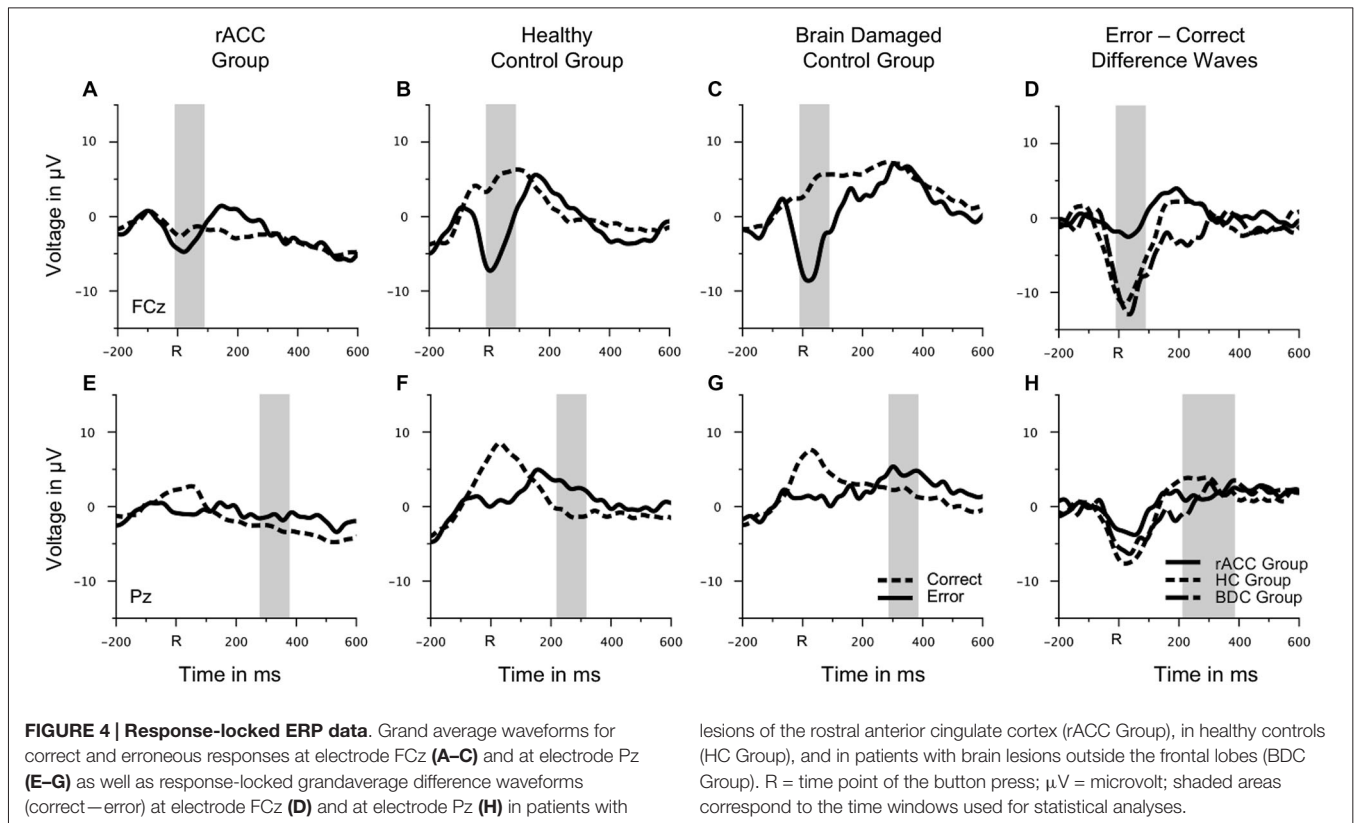 rACC
Group
Healthy
Control Group
Brain Damaged
Control Group
Error – Correct
Difference Waves
A
B
C
D
Voltage in µV
10
0
-10
FCz
-200 R 200 400 600
10
0
-10
-200 R 200 400 600
10
0
-10
-200 R 200 400 600
10
0
-10
-200 R 200 400 600
E
F
G
H
Voltage in µV
10
0
-10
Pz
-200 R 200 400 600
10
0
-10
-200 R 200 400 600
10
0
-10
Correct
Error
-200 R 200 400 600
10
0
-10
rACC Group
HC Group
BDC Group
-200 R 200 400 600
Time in ms
Time in ms
Time in ms
Time in ms
FIGURE 4 | Response-locked ERP data. Grand average waveforms for
correct and erroneous responses at electrode FCz (A–C) and at electrode Pz
(E–G) as well as response-locked grandaverage difference waveforms
(correct—error) at electrode FCz (D) and at electrode Pz (H) in patients with
lesions of the rostral anterior cingulate cortex (rACC Group), in healthy controls
(HC Group), and in patients with brain lesions outside the frontal lobes (BDC
Group). R = time point of the button press; µV = microvolt; shaded areas
correspond to the time windows used for statistical analyses.